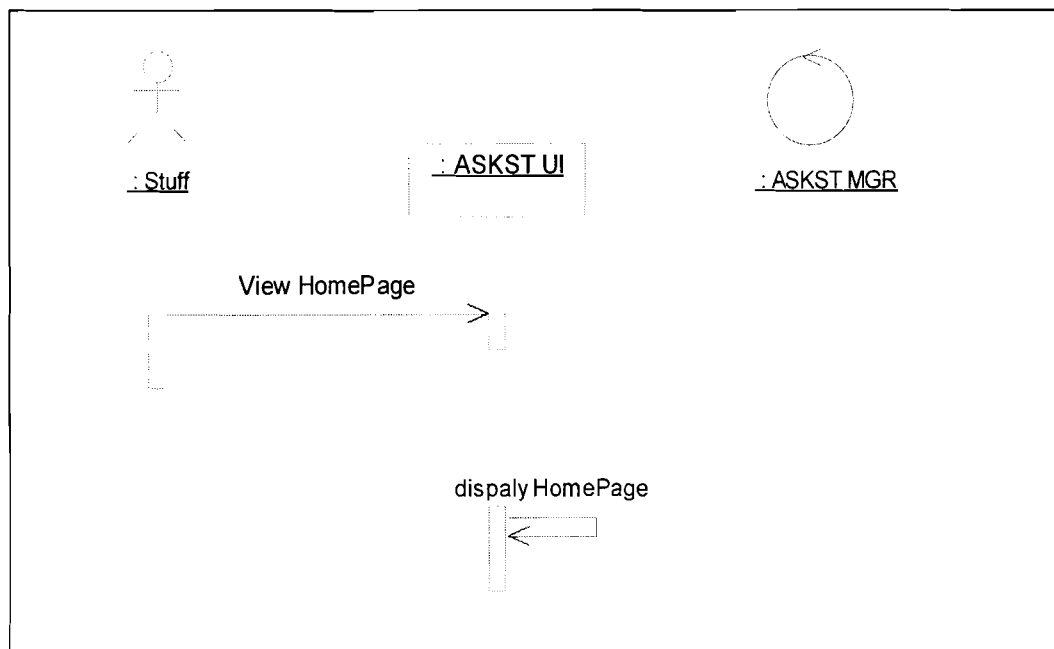 : Stuff
: ASKST UI
: ASKST MGR
View HomePage
dispaly HomePage